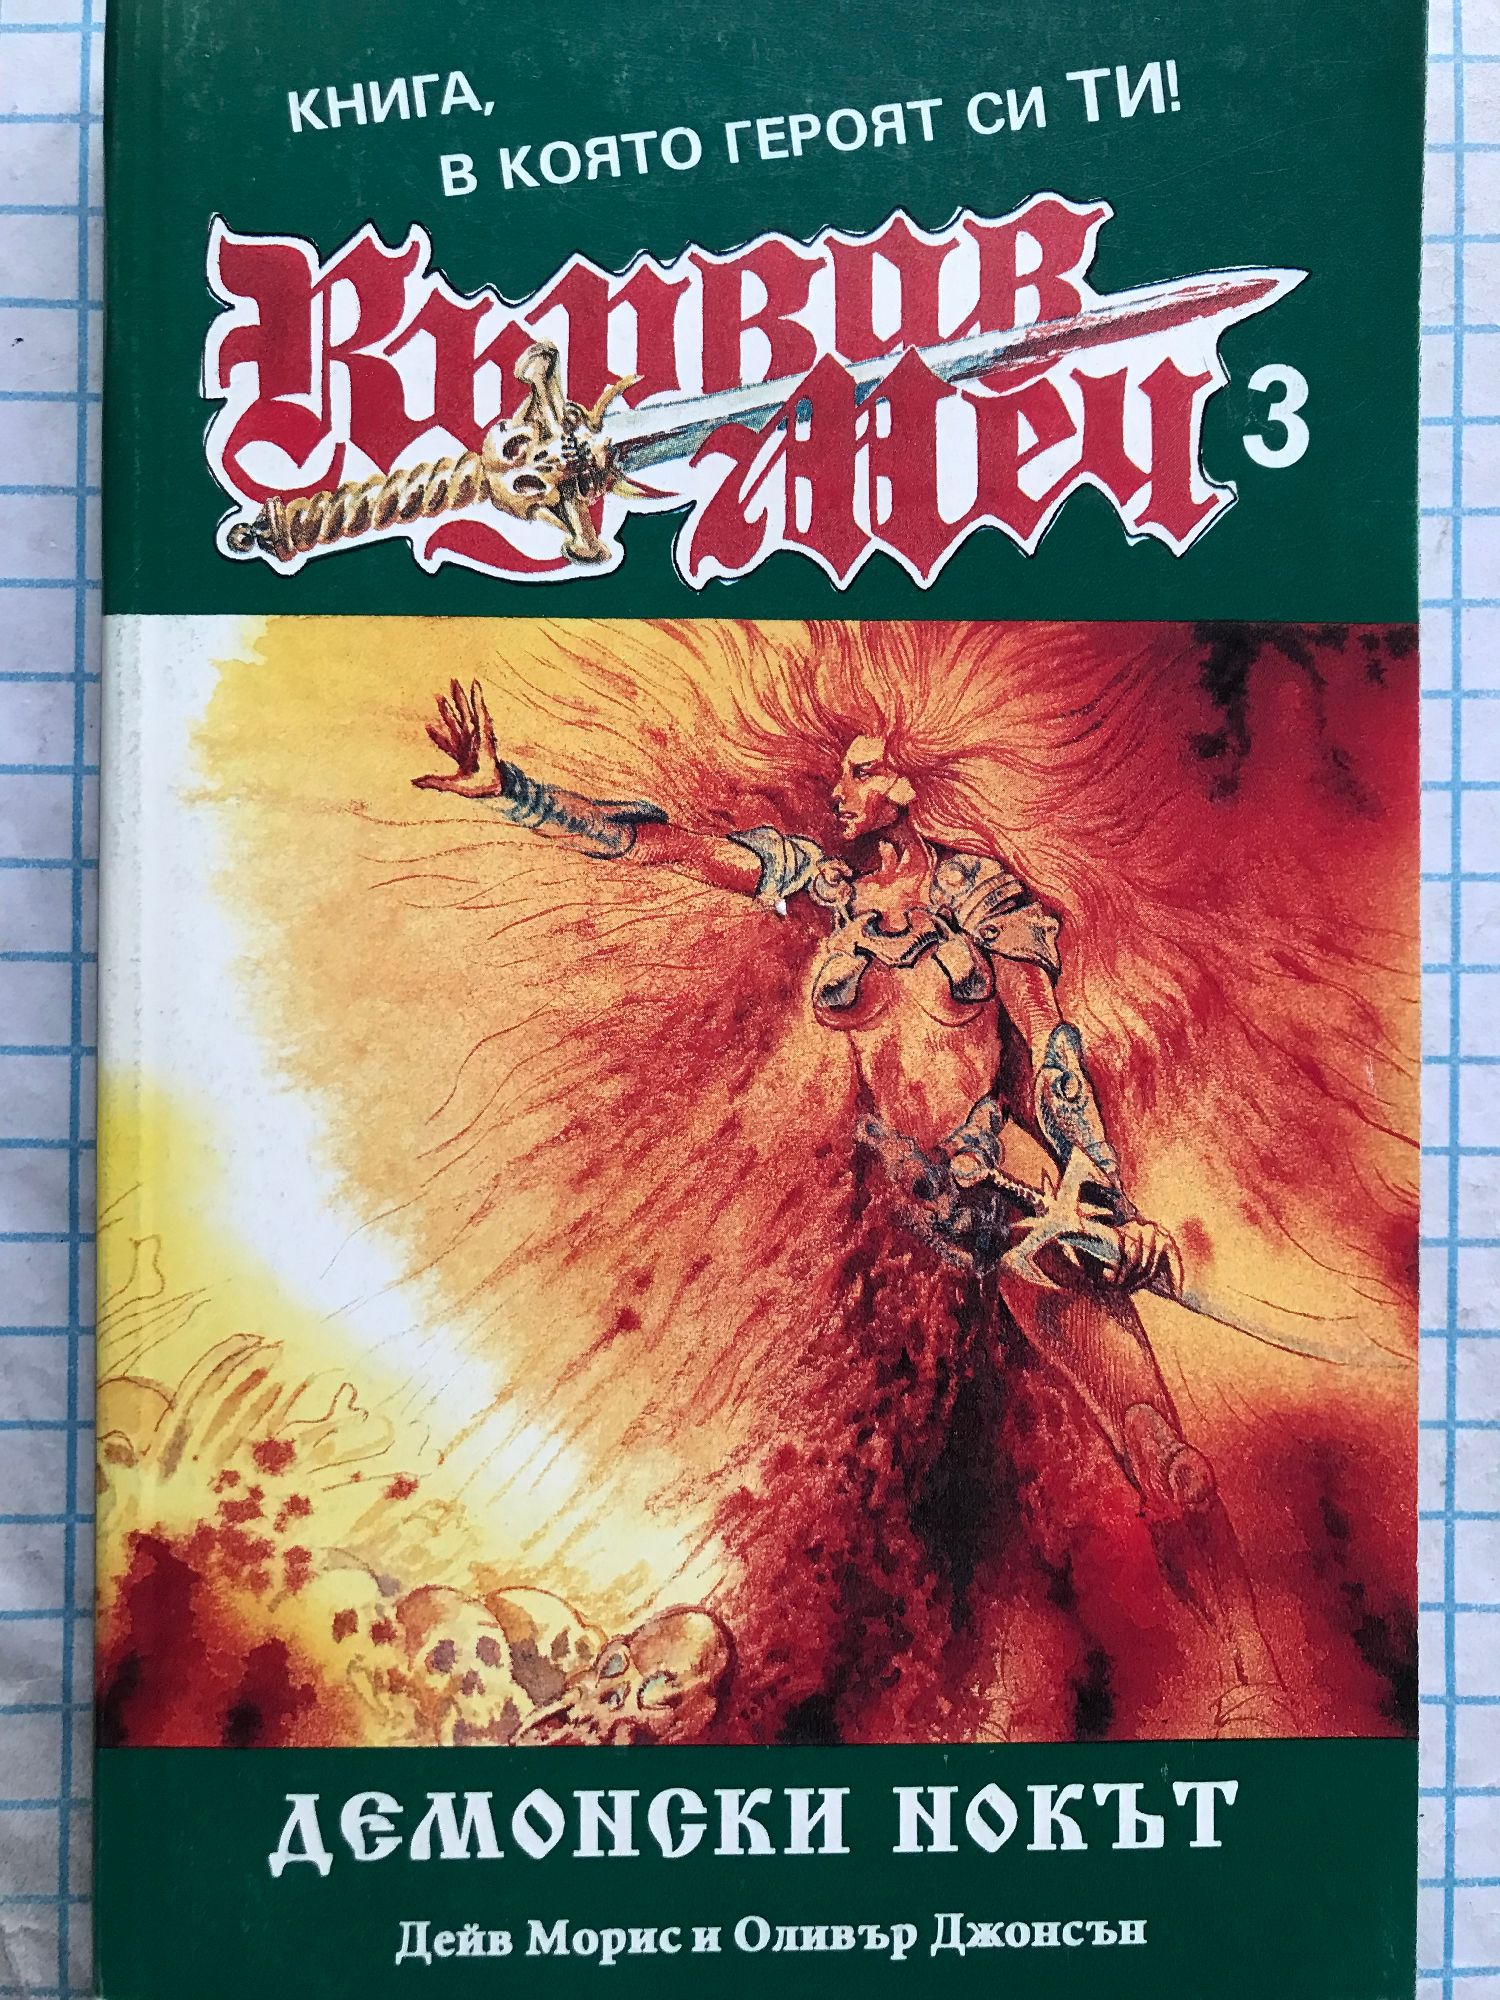 КНИГА,
В КОЯТО ГЕРОЯТ СИ ТИ!
Кървав
меч 3
ДЕМОНСКИ НОКЪТ
Дейв Морис и Оливър Джонсън